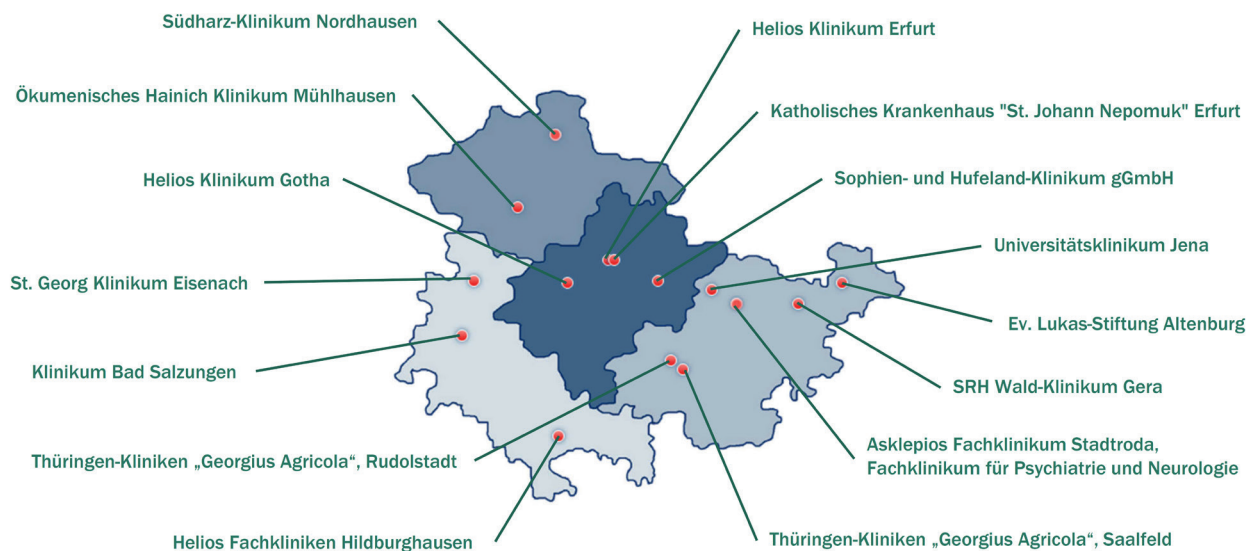 Südharz-Klinikum Nordhausen
Helios Klinikum Erfurt
Ökumenisches Hainich Klinikum Mühlhausen
Katholisches Krankenhaus "St. Johann Nepomuk" Erfurt
Helios Klinikum Gotha
Sophien- und Hufeland-Klinikum gGmbH
Universitätsklinikum Jena
St. Georg Klinikum Eisenach
Ev. Lukas-Stiftung Altenburg
Klinikum Bad Salzungen
SRH Wald-Klinikum Gera
Thüringen-Kliniken „Georgius Agricola“, Rudolstadt
Asklepios Fachklinikum Stadtroda,
Fachklinikum für Psychiatrie und Neurologie
Helios Fachkliniken Hildburghausen
Thüringen-Kliniken „Georgius Agricola“, Saalfeld